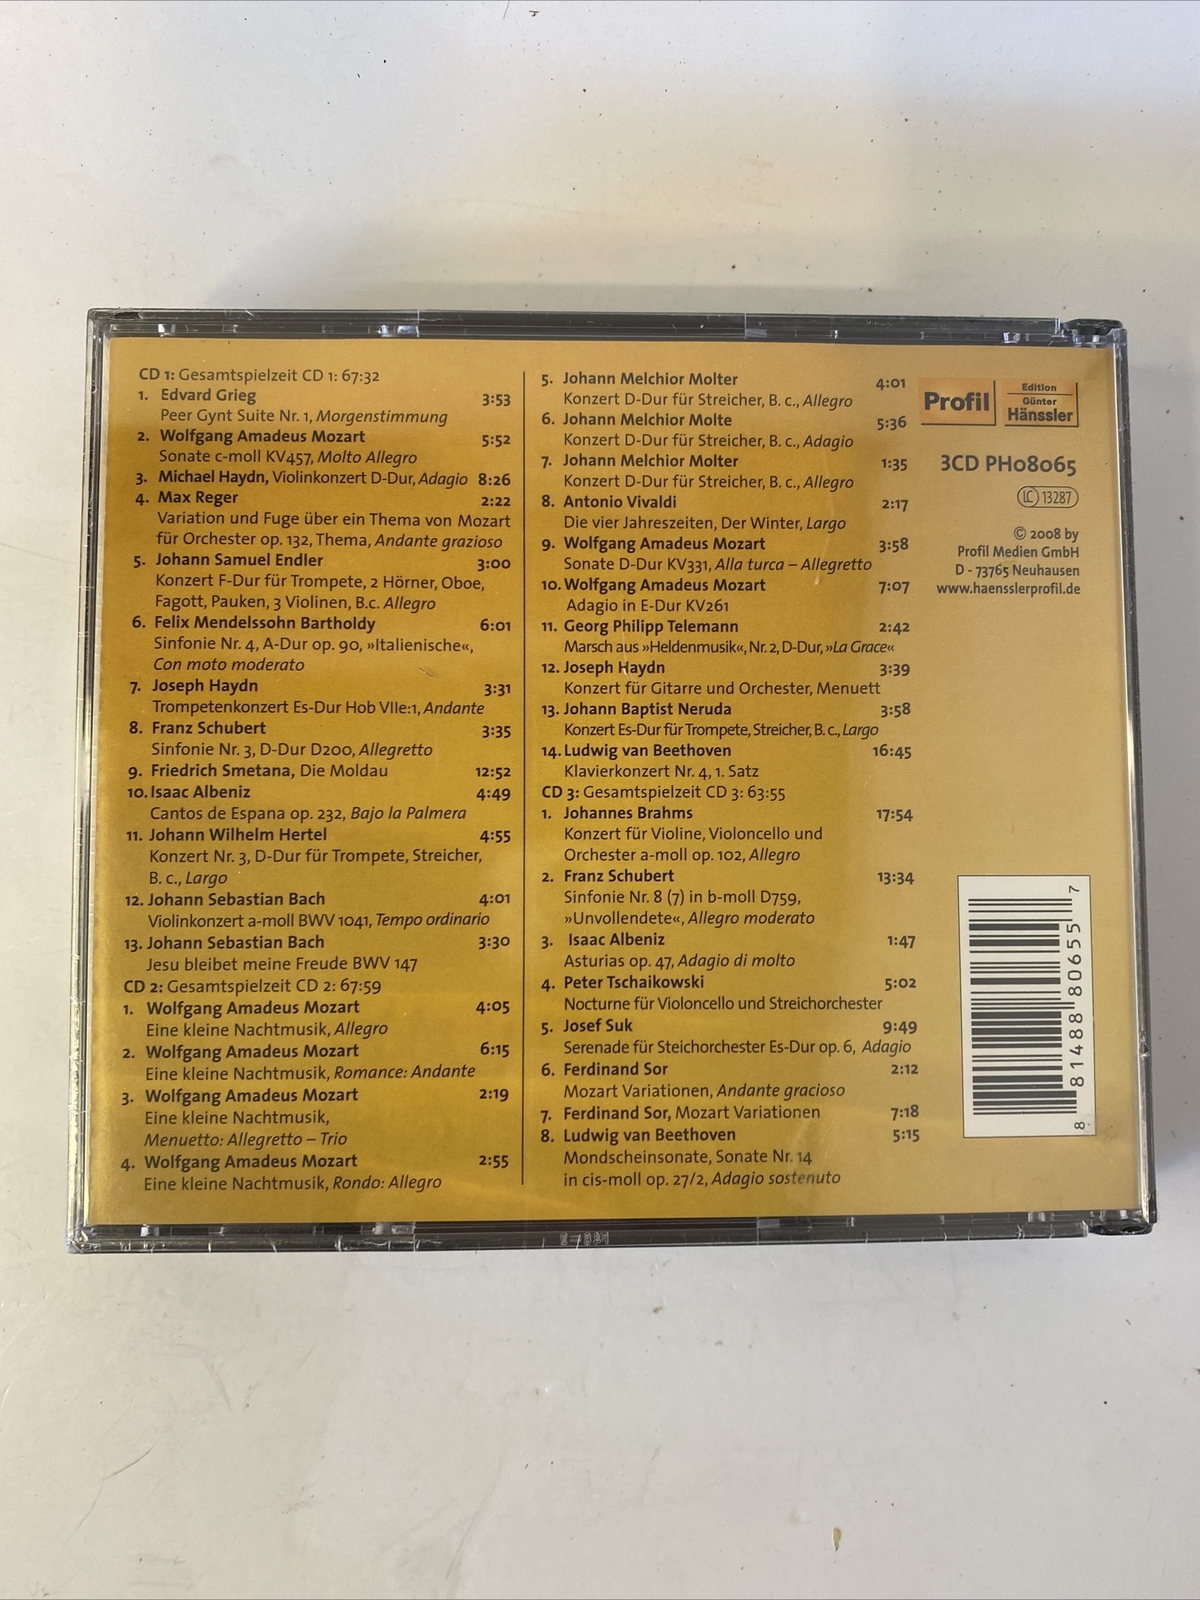 CD 1: Gesamtspielzeit CD 1: 67:32
1. Edvard Grieg 3:53
Peer Gynt Suite Nr. 1, Morgenstimmung
2. Wolfgang Amadeus Mozart 5:52
Sonate c-moll KV457, Molto Allegro
3. Michael Haydn, Violinkonzert D-Dur, Adagio 8:26
4. Max Reger 2:22
Variation und Fuge über ein Thema von Mozart
für Orchester op. 132, Thema, Andante grazioso
5. Johann Samuel Endler 3:00
Konzert F-Dur für Trompete, 2 Hörner, Oboe,
Fagott, Pauken, 3 Violinen, B.c. Allegro
6. Felix Mendelssohn Bartholdy 6:01
Sinfonie Nr. 4, A-Dur op. 90, »Italienische«,
Con moto moderato
7. Joseph Haydn 3:31
Trompetenkonzert Es-Dur Hob VIIe:1, Andante
8. Franz Schubert 3:35
Sinfonie Nr. 3, D-Dur D200, Allegretto
9. Friedrich Smetana, Die Moldau 12:52
10. Isaac Albeniz 4:49
Cantos de Espana op. 232, Bajo la Palmera
11. Johann Wilhelm Hertel 4:55
Konzert Nr. 3, D-Dur für Trompete, Streicher,
B. c., Largo
12. Johann Sebastian Bach 4:01
Violinkonzert a-moll BWV 1041, Tempo ordinario
13. Johann Sebastian Bach 3:30
Jesu bleibet meine Freude BWV 147
CD 2: Gesamtspielzeit CD 2: 67:59
1. Wolfgang Amadeus Mozart 4:05
Eine kleine Nachtmusik, Allegro
2. Wolfgang Amadeus Mozart 6:15
Eine kleine Nachtmusik, Romance: Andante
3. Wolfgang Amadeus Mozart 2:19
Eine kleine Nachtmusik,
Menuetto: Allegretto – Trio
4. Wolfgang Amadeus Mozart 2:55
Eine kleine Nachtmusik, Rondo: Allegro
5. Johann Melchior Molter 4:01
Konzert D-Dur für Streicher, B. c., Allegro
6. Johann Melchior Molte 5:36
Konzert D-Dur für Streicher, B. c., Adagio
7. Johann Melchior Molter 1:35
Konzert D-Dur für Streicher, B. c., Allegro
8. Antonio Vivaldi 2:17
Die vier Jahreszeiten, Der Winter, Largo
9. Wolfgang Amadeus Mozart 3:58
Sonate D-Dur KV331, Alla turca – Allegretto
10. Wolfgang Amadeus Mozart 7:07
Adagio in E-Dur KV261
11. Georg Philipp Telemann 2:42
Marsch aus »Heldenmusik«, Nr. 2, D-Dur, »La Grace«
12. Joseph Haydn 3:39
Konzert für Gitarre und Orchester, Menuett
13. Johann Baptist Neruda 3:58
Konzert Es-Dur für Trompete, Streicher, B. c., Largo
14. Ludwig van Beethoven 16:45
Klavierkonzert Nr. 4, 1. Satz
CD 3: Gesamtspielzeit CD 3: 63:55
1. Johannes Brahms 17:54
Konzert für Violine, Violoncello und
Orchester a-moll op. 102, Allegro
2. Franz Schubert 13:34
Sinfonie Nr. 8 (7) in b-moll D759,
»Unvollendete«, Allegro moderato
3. Isaac Albeniz 1:47
Asturias op. 47, Adagio di molto
4. Peter Tschaikowski 5:02
Nocturne für Violoncello und Streichorchester
5. Josef Suk 9:49
Serenade für Steichorchester Es-Dur op. 6, Adagio
6. Ferdinand Sor 2:12
Mozart Variationen, Andante gracioso
7. Ferdinand Sor, Mozart Variationen 7:18
8. Ludwig van Beethoven 5:15
Mondscheinsonate, Sonate Nr. 14
in cis-moll op. 27/2, Adagio sostenuto
Profil
Edition
Günter
Hänssler
3CD PH08065
LC 13287
© 2008 by
Profil Medien GmbH
D - 73765 Neuhausen
www.haensslerprofil.de
8 81488 80655 7